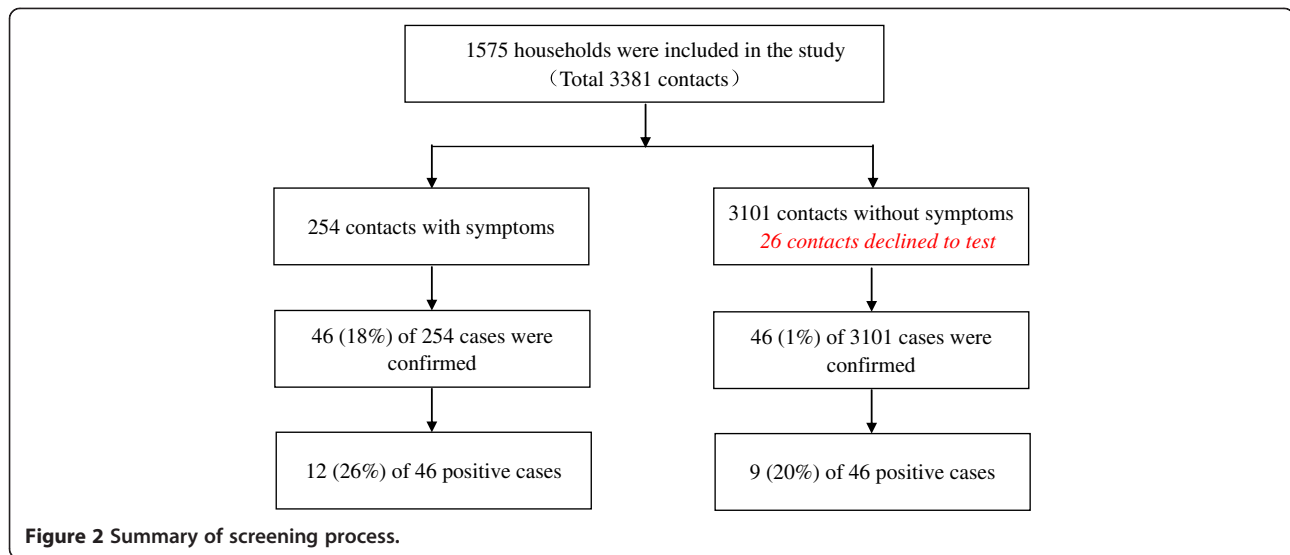 1575 households were included in the study
（Total 3381 contacts）
254 contacts with symptoms
3101 contacts without symptoms
26 contacts declined to test
46 (18%) of 254 cases were
confirmed
46 (1%) of 3101 cases were
confirmed
12 (26%) of 46 positive cases
9 (20%) of 46 positive cases
Figure 2 Summary of screening process.